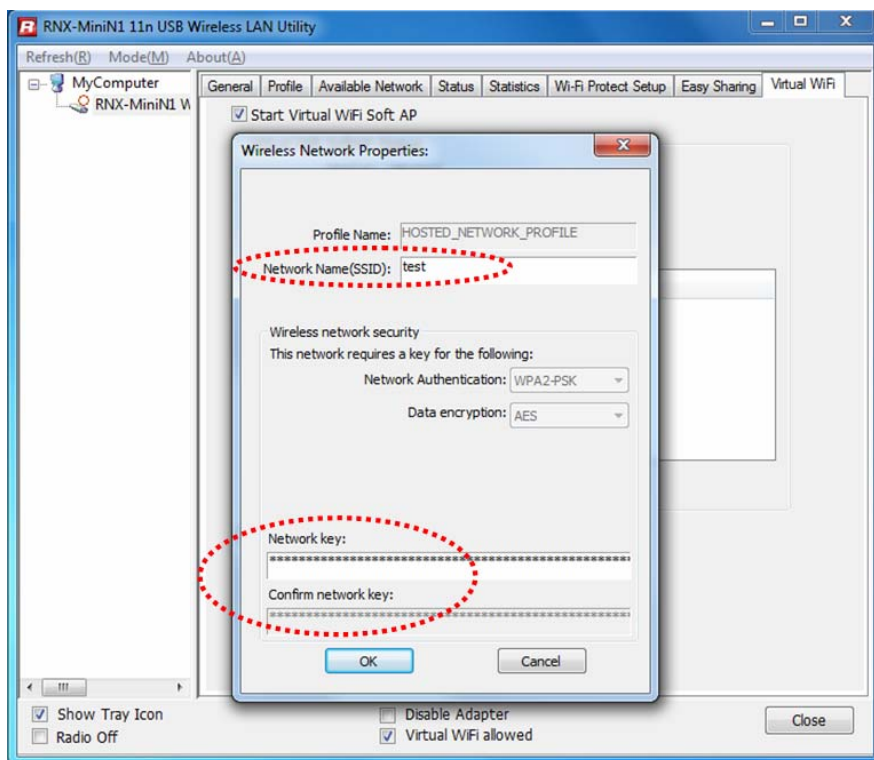 RNX-MiniN1 11n USB Wireless LAN Utility
Refresh(R) Mode(M) About(A)
MyComputer
RNX-MiniN1 W
General Profile Available Network Status Statistics Wi-Fi Protect Setup Easy Sharing Virtual WiFi
Start Virtual WiFi Soft AP
Wireless Network Properties:
Profile Name: HOSTED_NETWORK_PROFILE
Network Name(SSID): test
Wireless network security
This network requires a key for the following:
Network Authentication: WPA2-PSK
Data encryption: AES
Network key:
**************************************************
Confirm network key:
**************************************************
OK Cancel
Show Tray Icon Disable Adapter Close
Radio Off Virtual WiFi allowed